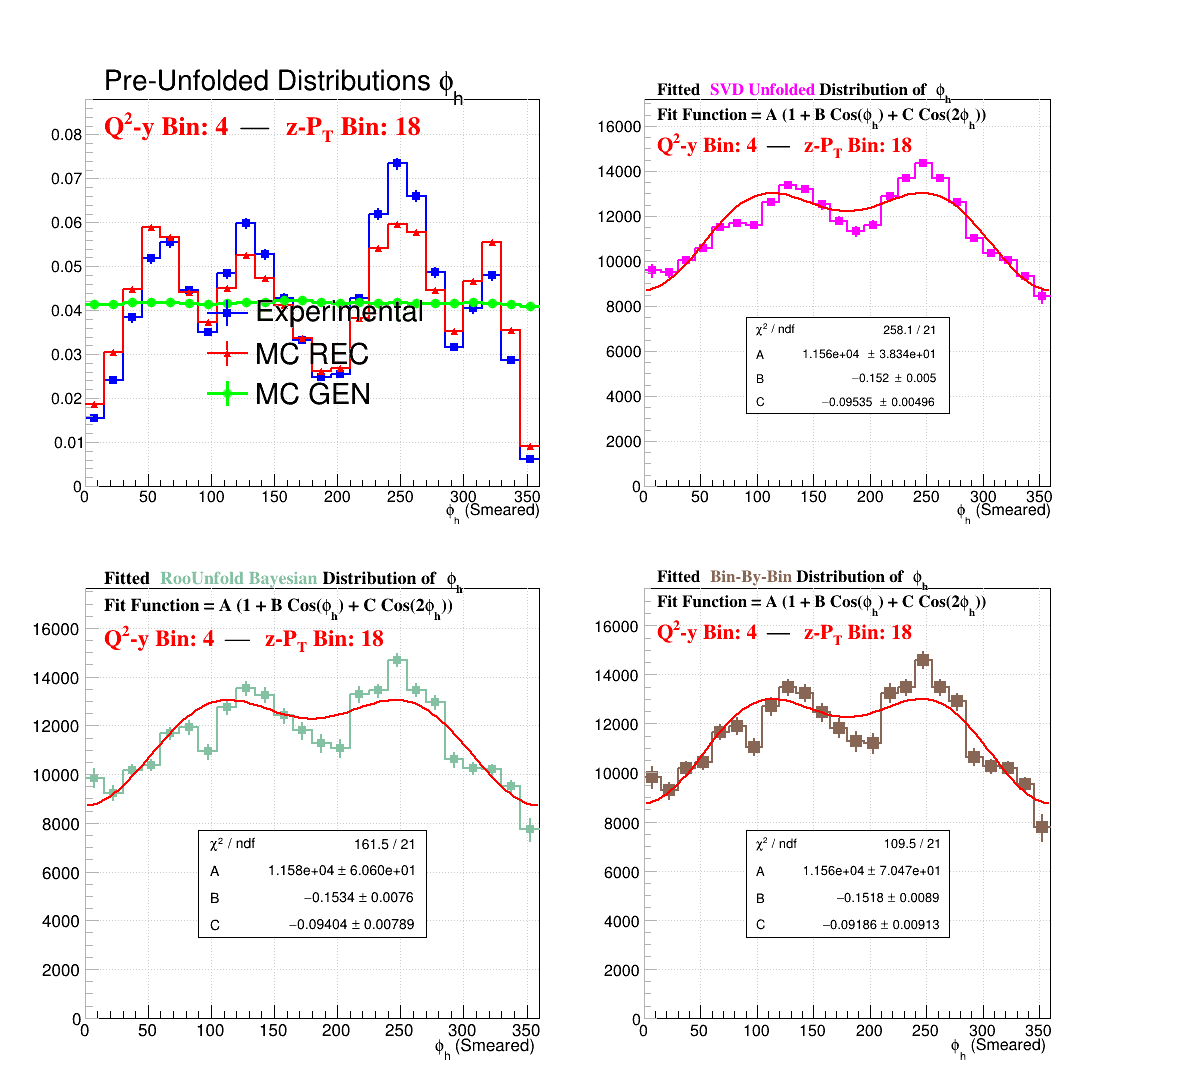 Pre-Unfolded Distributions ϕh
Q²-y Bin: 4 — z-PT Bin: 18
0.08
0.07
0.06
0.05
0.04
0.03
0.02
0.01
0
Experimental
MC REC
MC GEN
0 50 100 150 200 250 300 350
ϕh (Smeared)
Fitted SVD Unfolded Distribution of ϕh
Fit Function = A (1 + B Cos(ϕh) + C Cos(2ϕh))
Q²-y Bin: 4 — z-PT Bin: 18
16000
14000
12000
10000
8000
6000
4000
2000
0
χ² / ndf 258.1 / 21
A 1.156e+04 ± 3.834e+01
B −0.152 ± 0.005
C −0.09535 ± 0.00496
0 50 100 150 200 250 300 350
ϕh (Smeared)
Fitted RooUnfold Bayesian Distribution of ϕh
Fit Function = A (1 + B Cos(ϕh) + C Cos(2ϕh))
Q²-y Bin: 4 — z-PT Bin: 18
16000
14000
12000
10000
8000
6000
4000
2000
0
χ² / ndf 161.5 / 21
A 1.158e+04 ± 6.060e+01
B −0.1534 ± 0.0076
C −0.09404 ± 0.00789
0 50 100 150 200 250 300 350
ϕh (Smeared)
Fitted Bin-By-Bin Distribution of ϕh
Fit Function = A (1 + B Cos(ϕh) + C Cos(2ϕh))
Q²-y Bin: 4 — z-PT Bin: 18
16000
14000
12000
10000
8000
6000
4000
2000
0
χ² / ndf 109.5 / 21
A 1.156e+04 ± 7.047e+01
B −0.1518 ± 0.0089
C −0.09186 ± 0.00913
0 50 100 150 200 250 300 350
ϕh (Smeared)